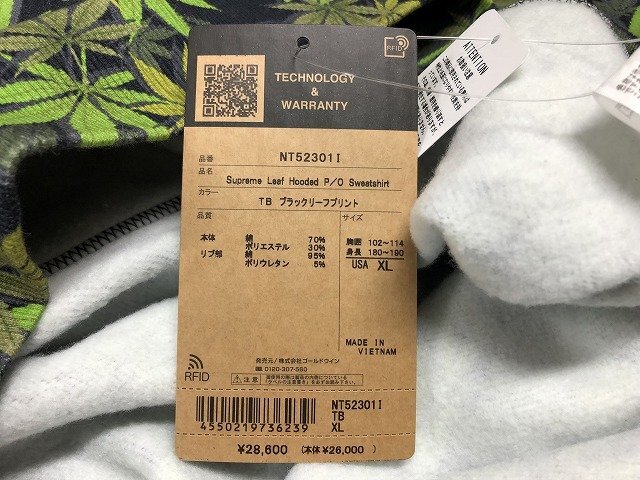 RFID
TECHNOLOGY
&
WARRANTY
品番 NT52301I
品名 Supreme Leaf Hooded P/O Sweatshirt
カラー TB ブラックリーフプリント
品質 サイズ
本体 綿 70%
ポリエステル 30%
リブ部 綿 95%
ポリウレタン 5%
胸囲 102〜114
身長 180〜190
USA XL
MADE IN
VIETNAM
RFID
発売元/株式会社ゴールドウイン
0120-307-560
注意
NT52301I
TB
XL
4550219736239
¥28,600 (本体¥26,000)
ATTENTION